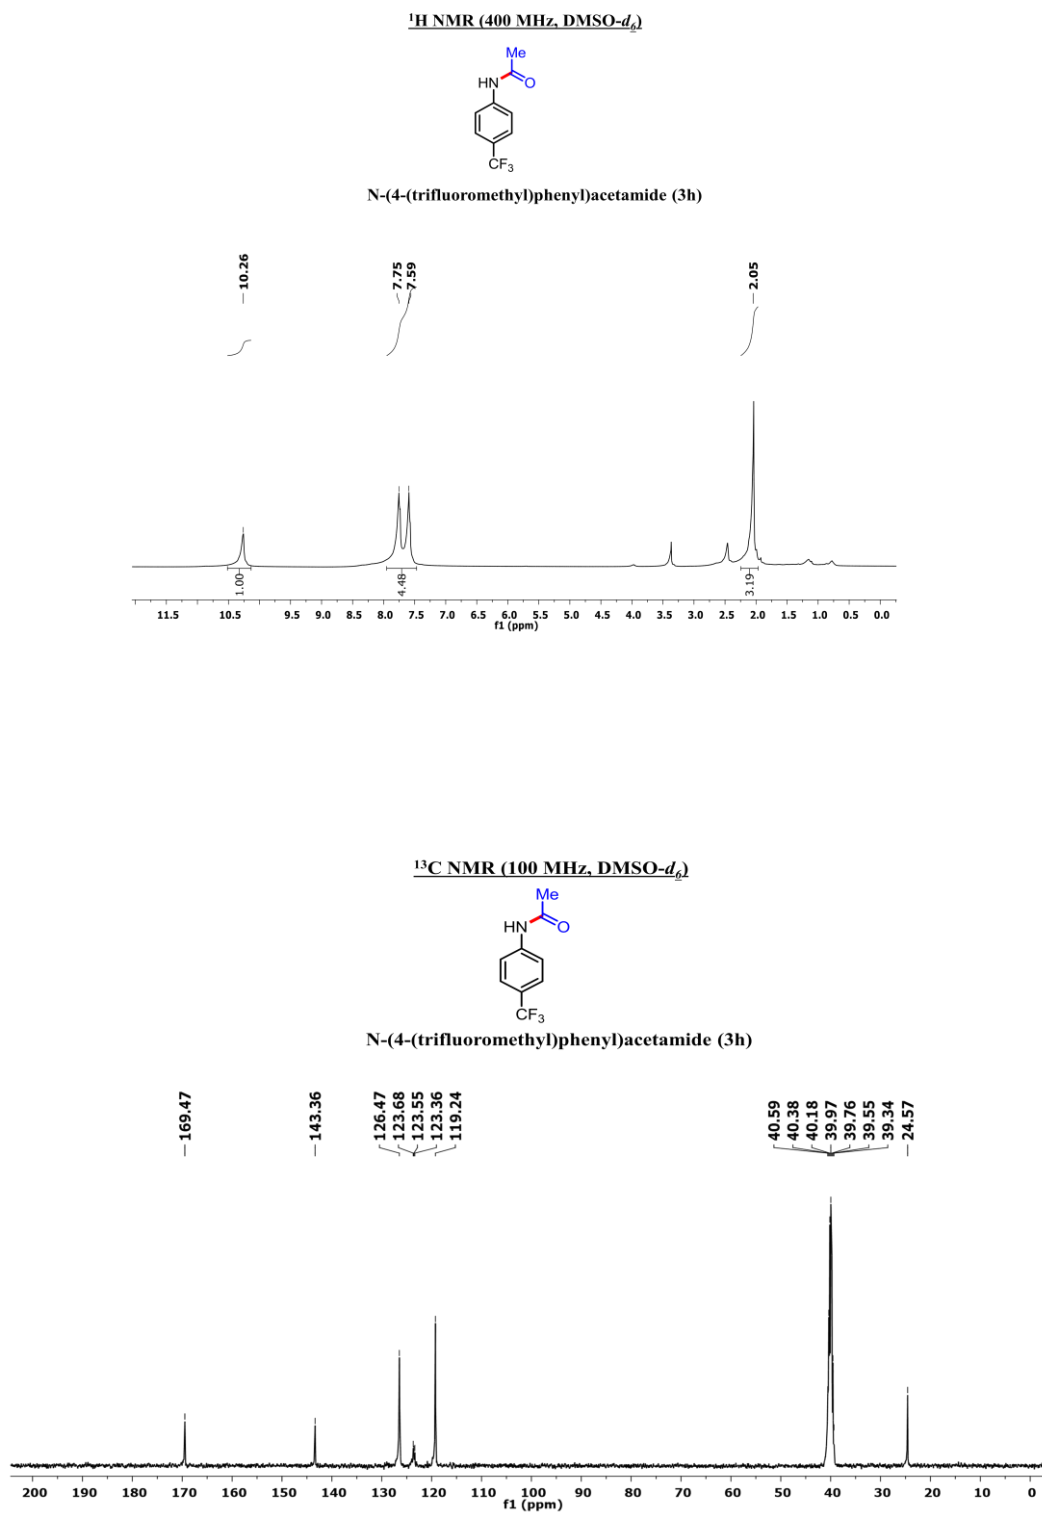 ¹H NMR (400 MHz, DMSO-d₆)
Me
HN
O
CF₃
N-(4-(trifluoromethyl)phenyl)acetamide (3h)
10.26
7.75
7.59
2.05
1.00
4.48
3.19
11.5 10.5 9.5 9.0 8.5 8.0 7.5 7.0 6.5 6.0 5.5 5.0 4.5 4.0 3.5 3.0 2.5 2.0 1.5 1.0 0.5 0.0
f1 (ppm)
¹³C NMR (100 MHz, DMSO-d₆)
Me
HN
O
CF₃
N-(4-(trifluoromethyl)phenyl)acetamide (3h)
169.47
143.36
126.47
123.68
123.55
123.36
119.24
40.59
40.38
40.18
39.97
39.76
39.55
39.34
24.57
200 190 180 170 160 150 140 130 120 110 100 90 80 70 60 50 40 30 20 10 0
f1 (ppm)